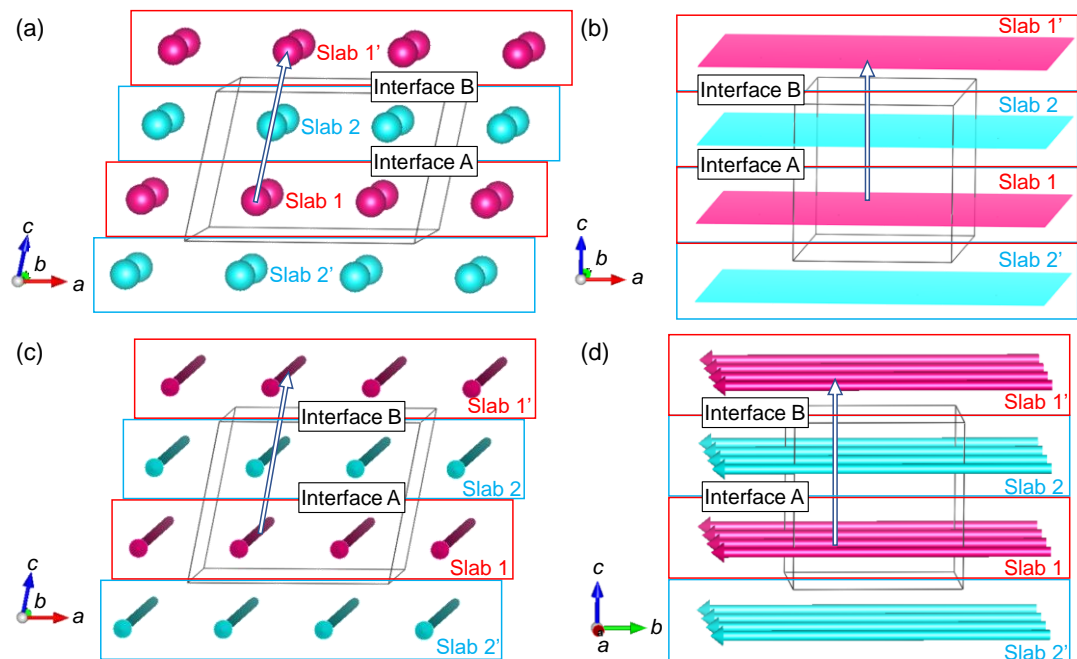 (a)
Slab 1'
Interface B
Slab 2
Interface A
Slab 1
Slab 2'
c
b
a
(b)
Slab 1'
Interface B
Slab 2
Interface A
Slab 1
Slab 2'
c
b
a
(c)
Slab 1'
Interface B
Slab 2
Interface A
Slab 1
Slab 2'
c
b
a
(d)
Slab 1'
Interface B
Slab 2
Interface A
Slab 1
Slab 2'
c
b
a